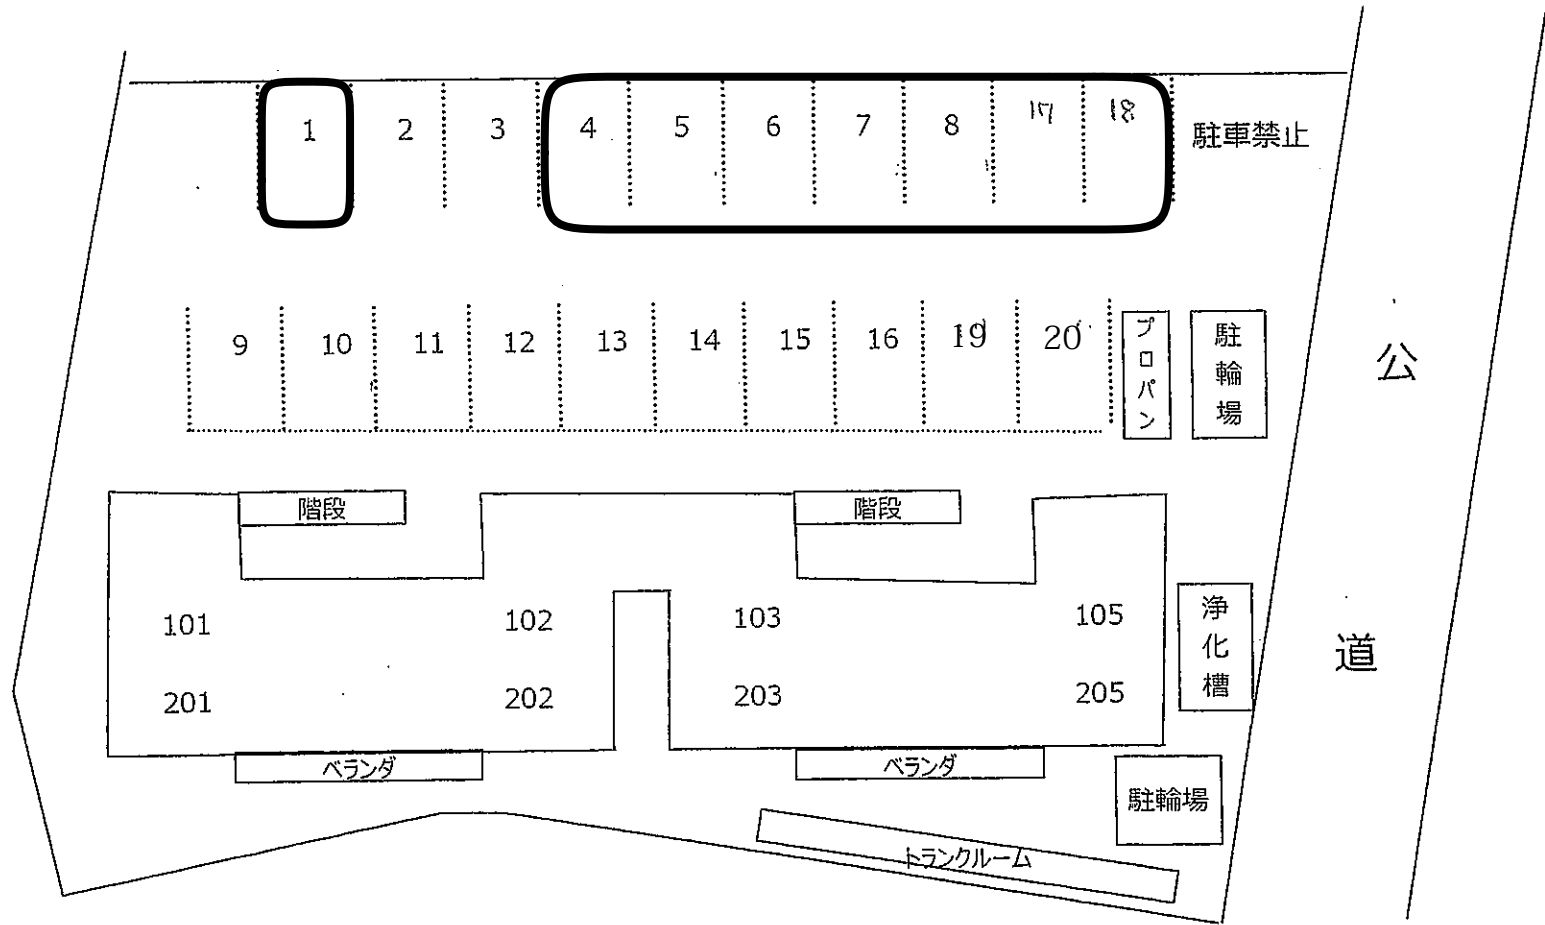 1 2 3 4 5 6 7 8 17 18 駐車禁止
9 10 11 12 13 14 15 16 19 20
プロパン
駐輪場
公道
階段 階段
101 102 103 105
201 202 203 205
浄化槽
ベランダ ベランダ
駐輪場
トランクルーム